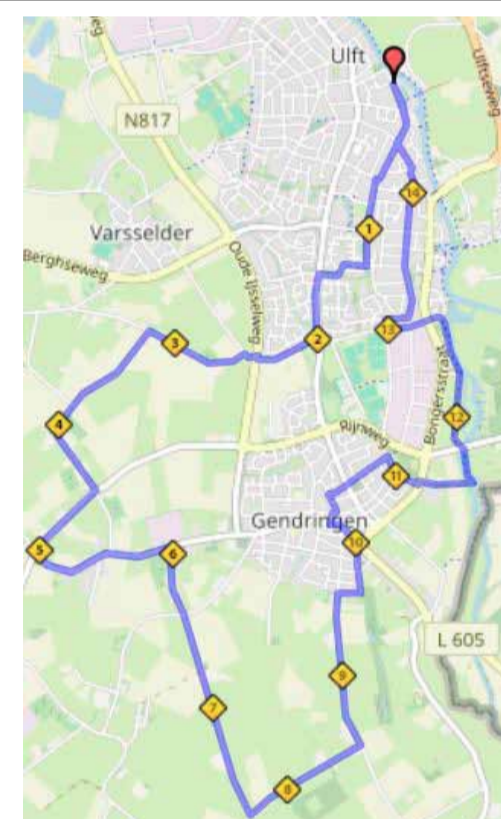 Ulft
Ulftseweg
N817
14
1
Varsselder
Berghseweg
Oude IJsselweg
13
2
3
Bongersstraat
12
4
Rijnweg
11
Gendringen
10
5
6
L 605
9
7
8